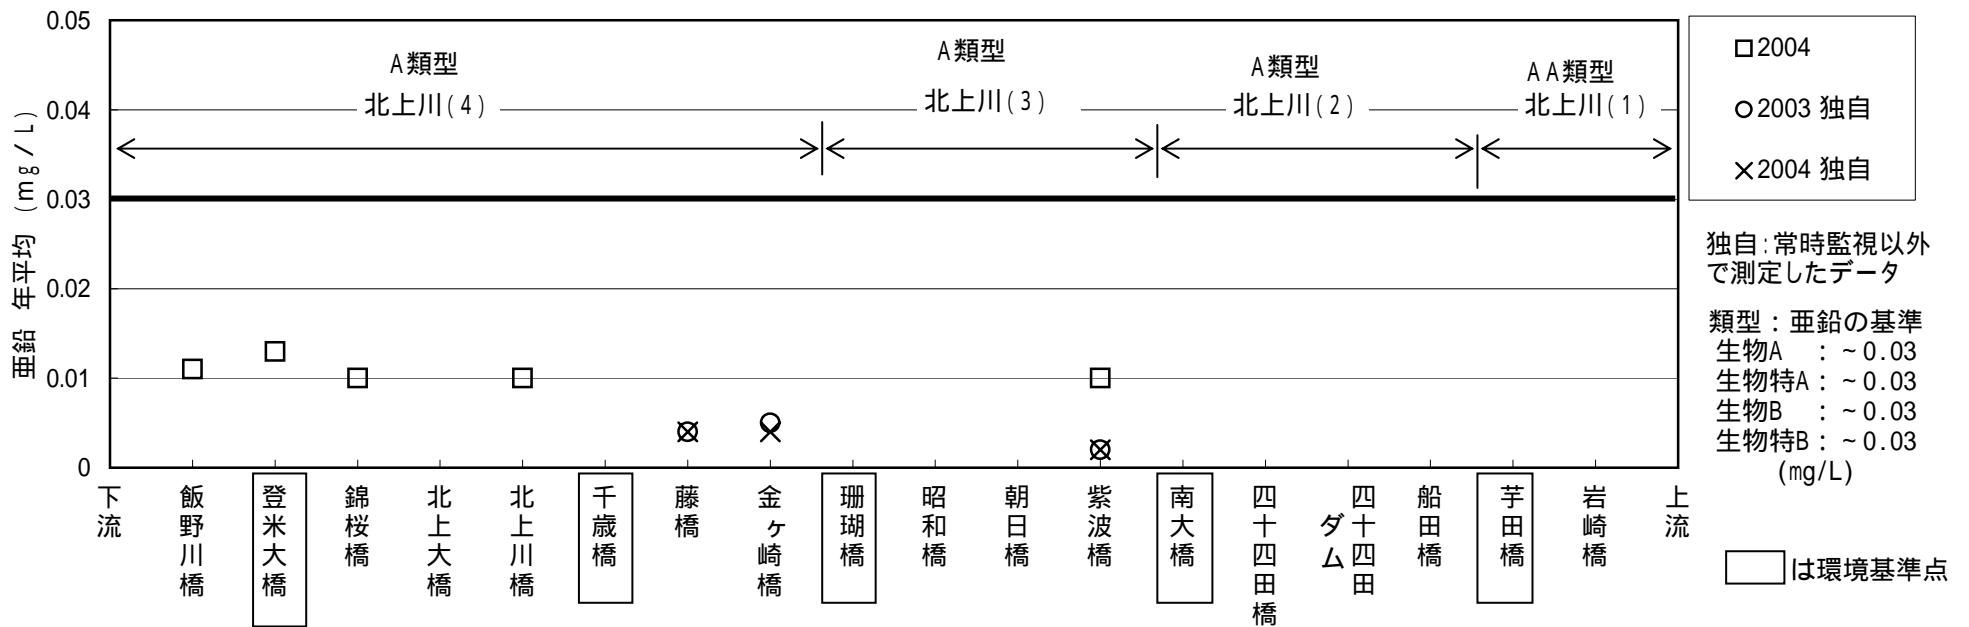 亜鉛 年平均 (mg/L)
0.05
0.04
0.03
0.02
0.01
0
A類型
北上川(4)
A類型
北上川(3)
A類型
北上川(2)
AA類型
北上川(1)
下流
飯野川橋
登米大橋
錦桜橋
北上大橋
北上川橋
千歳橋
藤橋
金ヶ崎橋
珊瑚橋
昭和橋
朝日橋
紫波橋
南大橋
四十四田橋
四十四田
ダム
船田橋
芋田橋
岩崎橋
上流
2004
2003 独自
2004 独自
独自:常時監視以外
で測定したデータ
類型:亜鉛の基準
生物A :~0.03
生物特A:~0.03
生物B :~0.03
生物特B:~0.03
(mg/L)
は環境基準点